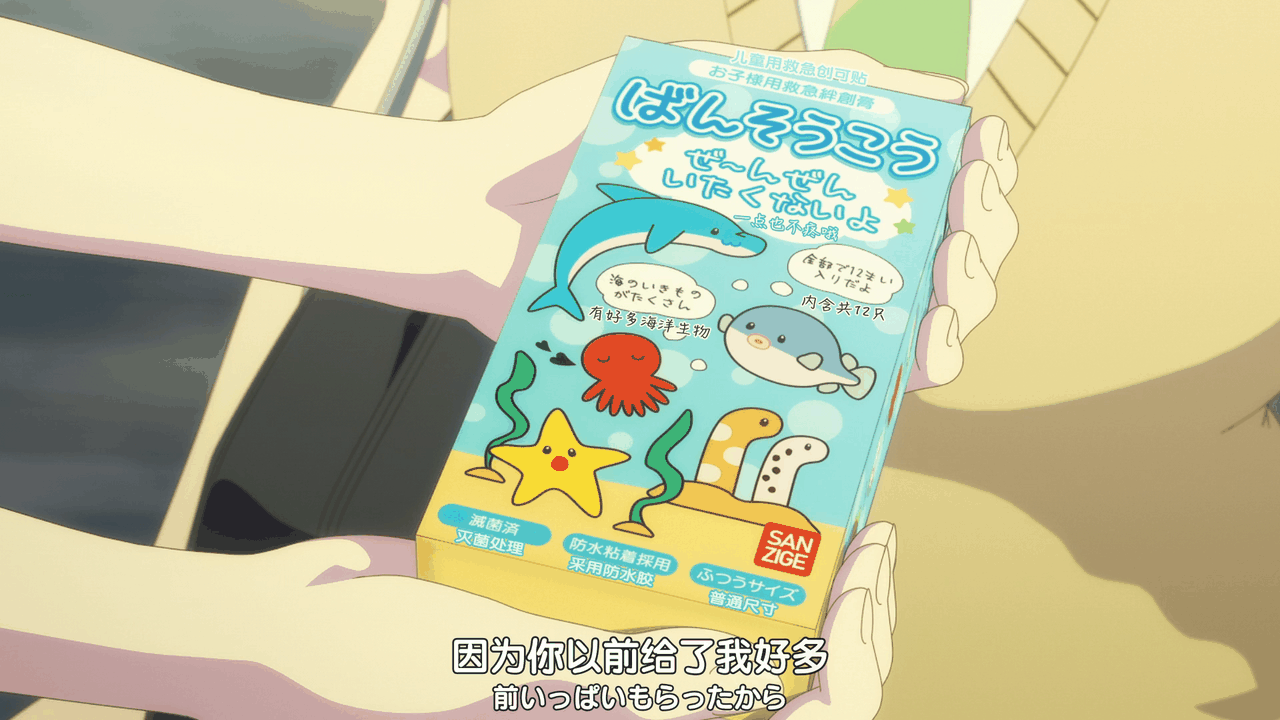 儿童用救急创可贴
お子様用救急絆創膏
ばんそうこう
ぜ～んぜん
いたくないよ
一点也不疼哦
全部で12まい
入りだよ
内含共12只
海のいきもの
がたくさん
有好多海洋生物
滅菌済
灭菌处理
防水粘着採用
采用防水胶
ふつうサイズ
普通尺寸
SAN
ZIGE
因为你以前给了我好多
前いっぱいもらったから